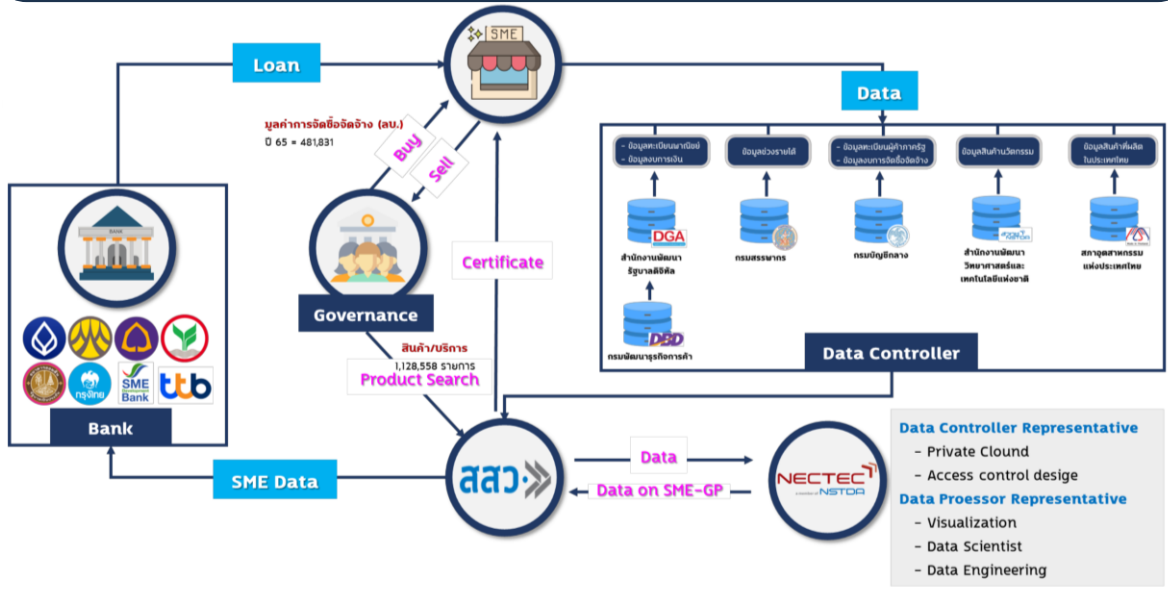 SME
Loan
Data
มูลค่าการจัดซื้อจัดจ้าง (ลบ.)
ปี 65 = 481,831
Buy
Sell
- ข้อมูลทะเบียนพาณิชย์
- ข้อมูลงบการเงิน
ข้อมูลช่วงรายได้
- ข้อมูลทะเบียนผู้ค้าภาครัฐ
- ข้อมูลงบการจัดซื้อจัดจ้าง
ข้อมูลสินค้านวัตกรรม
ข้อมูลสินค้าที่ผลิต
ในประเทศไทย
BANK
DGA
สวทช
NSTDA
สำนักงานพัฒนา
รัฐบาลดิจิทัล
กรมสรรพากร
กรมบัญชีกลาง
สำนักงานพัฒนา
วิทยาศาสตร์และ
เทคโนโลยีแห่งชาติ
สภาอุตสาหกรรม
แห่งประเทศไทย
Certificate
Governance
DBD
กรมพัฒนาธุรกิจการค้า
Data Controller
สินค้า/บริการ
1,128,558 รายการ
Product Search
กรุงไทย
SME
Bank
ttb
Bank
SME Data
สสว.
Data
Data on SME-GP
NECTEC
a member of NSTDA
Data Controller Representative
- Private Clound
- Access control desige
Data Proessor Representative
- Visualization
- Data Scientist
- Data Engineering